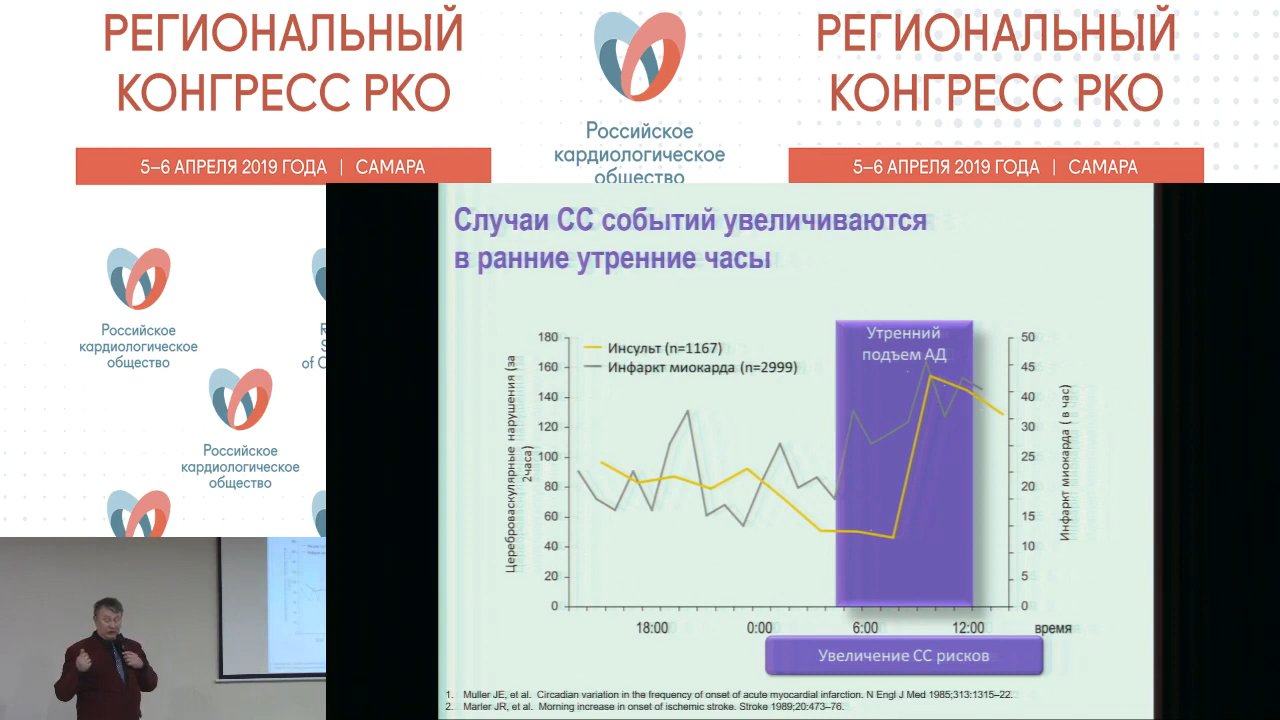 РЕГИОНАЛЬНЫЙ
КОНГРЕСС РКО
5–6 АПРЕЛЯ 2019 ГОДА | САМАРА
Российское
кардиологическое
общество
РЕГИОНАЛЬНЫЙ
КОНГРЕСС РКО
5–6 АПРЕЛЯ 2019 ГОДА | САМАРА
Российское
кардиологическое
общество
R
S
of C
Российское
кардиологическое
общество
Случаи СС событий увеличиваются
в ранние утренние часы
Утренний
подъем АД
Инсульт (n=1167)
Инфаркт миокарда (n=2999)
Цереброваскулярные нарушения (за
2часа)
180
160
140
120
100
80
60
40
20
0
50
45
40
30
25
20
15
10
5
0
Инфаркт миокарда ( в час)
18:00 0:00 6:00 12:00 время
Увеличение СС рисков
1. Muller JE, et al. Circadian variation in the frequency of onset of acute myocardial infarction. N Engl J Med 1985;313:1315–22.
2. Marler JR, et al. Morning increase in onset of ischemic stroke. Stroke 1989;20:473–76.